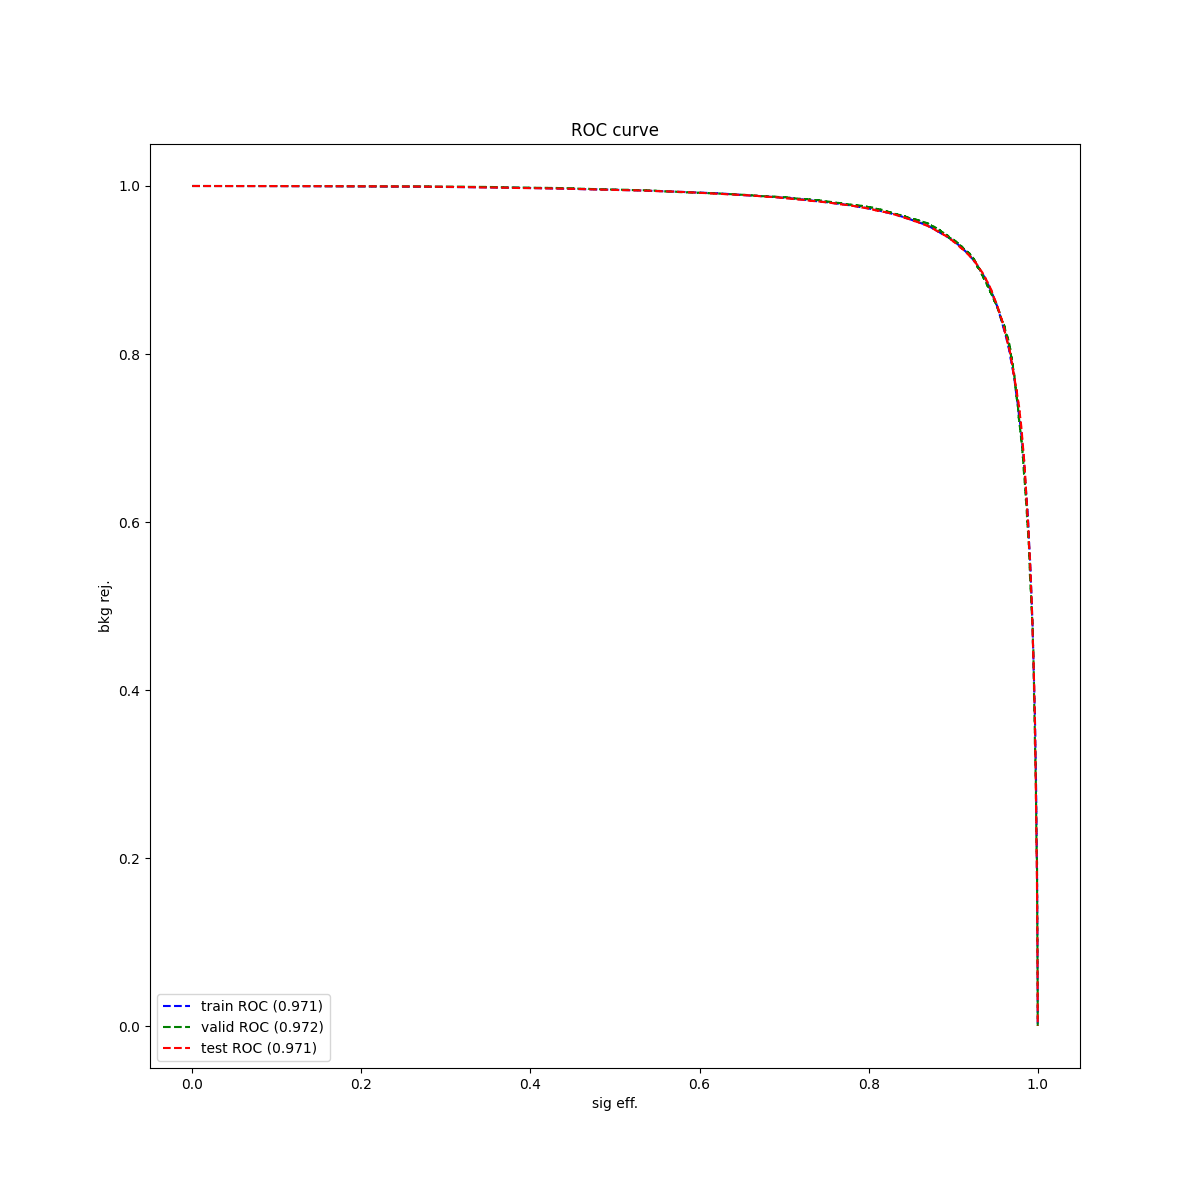 ROC curve
1.0
0.8
0.6
0.4
0.2
0.0
bkg rej.
train ROC (0.971)
valid ROC (0.972)
test ROC (0.971)
0.0 0.2 0.4 0.6 0.8 1.0
sig eff.